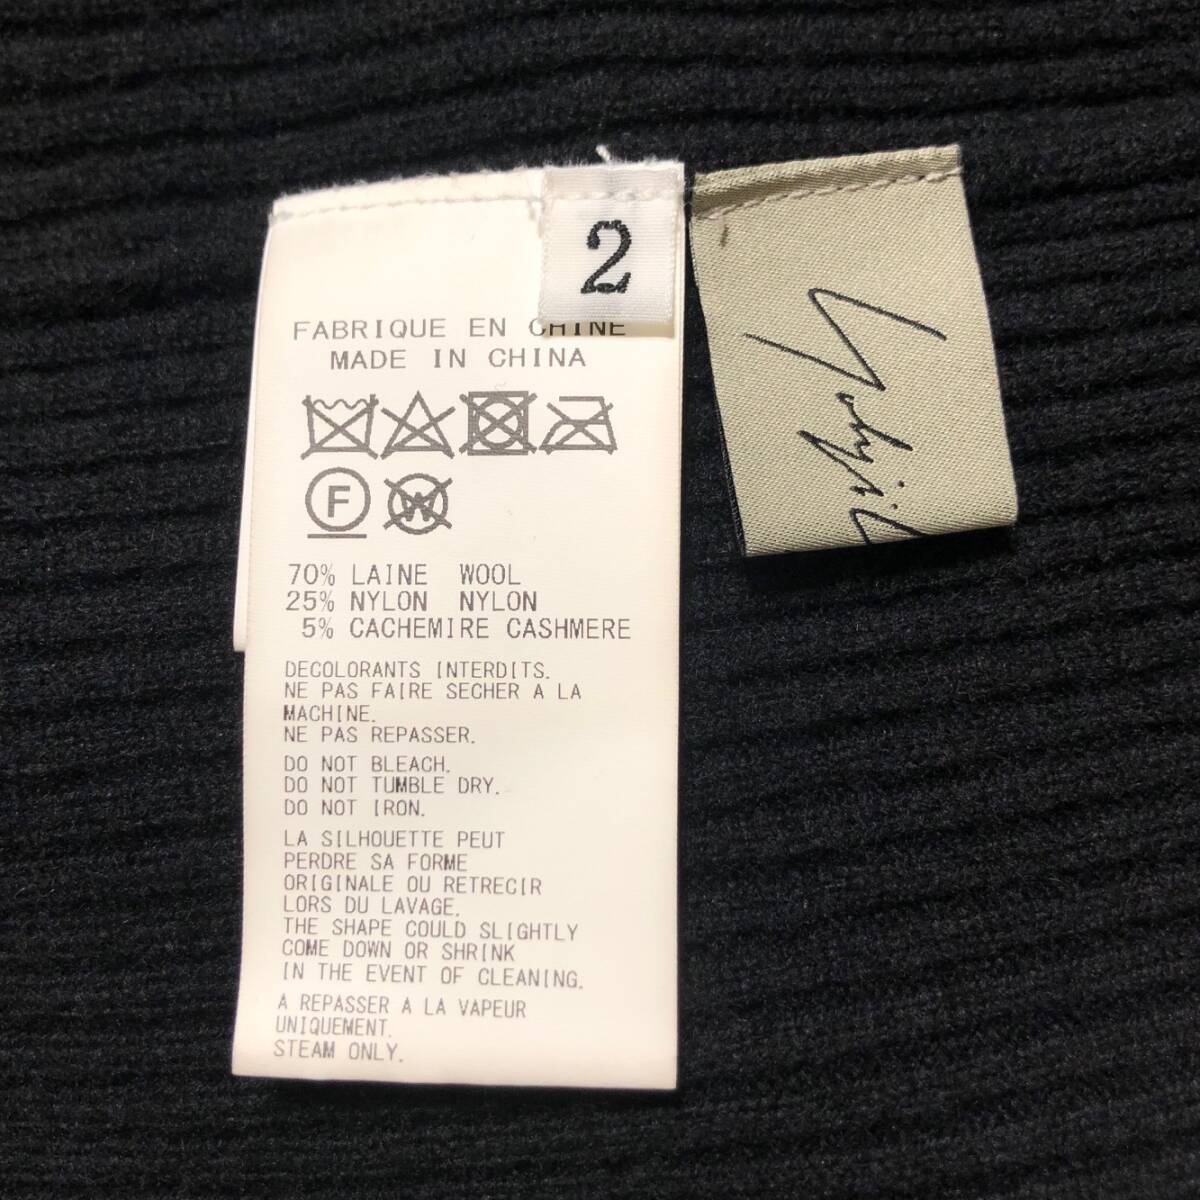 2
FABRIQUE EN CHINE
MADE IN CHINA
F
W
70% LAINE WOOL
25% NYLON NYLON
5% CACHEMIRE CASHMERE
DECOLORANTS INTERDITS.
NE PAS FAIRE SECHER A LA
MACHINE.
NE PAS REPASSER.
DO NOT BLEACH.
DO NOT TUMBLE DRY.
DO NOT IRON.
LA SILHOUETTE PEUT
PERDRE SA FORME
ORIGINALE OU RETRECIR
LORS DU LAVAGE.
THE SHAPE COULD SLIGHTLY
COME DOWN OR SHRINK
IN THE EVENT OF CLEANING.
A REPASSER A LA VAPEUR
UNIQUEMENT.
STEAM ONLY.